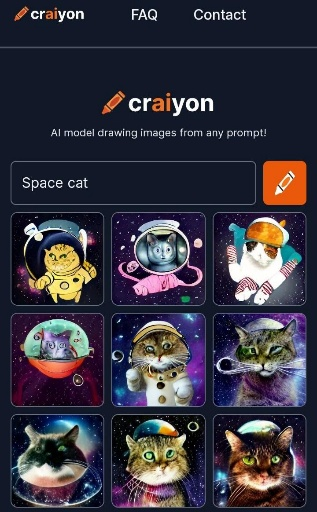 craiyon
FAQ
Contact
craiyon
AI model drawing images from any prompt!
Space cat